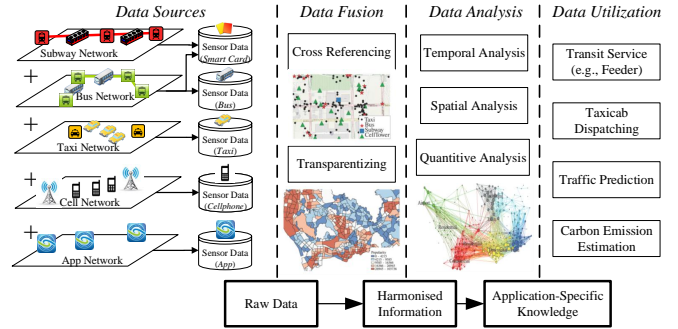 Data Sources
Data Fusion
Data Analysis
Data Utilization
Subway Network
Sensor Data
(Smart Card)
+
Bus Network
Sensor Data
(Bus)
+
Taxi Network
Sensor Data
(Taxi)
+
Cell Network
Sensor Data
(Cellphone)
+
App Network
Sensor Data
(App)
Cross Referencing
Taxi
Bus
Subway
CellTower
Transparentizing
Temporal Analysis
Spatial Analysis
Quantitive Analysis
Transit Service
(e.g., Feeder)
Taxicab
Dispatching
Traffic Prediction
Carbon Emission
Estimation
Raw Data
Harmonised
Information
Application-Specific
Knowledge